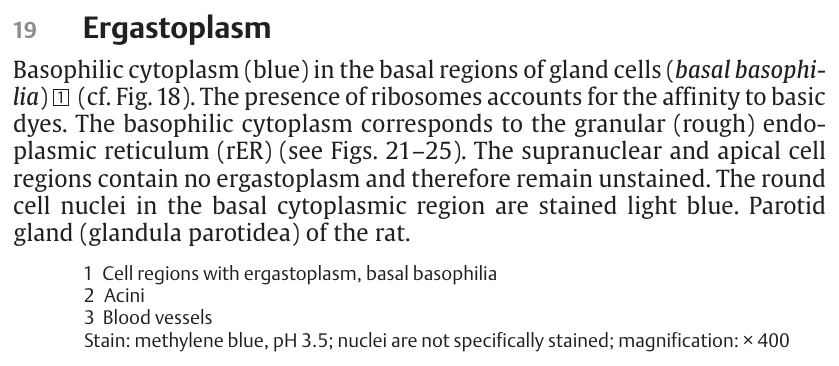 19 Ergastoplasm
Basophilic cytoplasm (blue) in the basal regions of gland cells (basal basophi-
lia) 1 (cf. Fig. 18). The presence of ribosomes accounts for the affinity to basic
dyes. The basophilic cytoplasm corresponds to the granular (rough) endo-
plasmic reticulum (rER) (see Figs. 21–25). The supranuclear and apical cell
regions contain no ergastoplasm and therefore remain unstained. The round
cell nuclei in the basal cytoplasmic region are stained light blue. Parotid
gland (glandula parotidea) of the rat.
1 Cell regions with ergastoplasm, basal basophilia
2 Acini
3 Blood vessels
Stain: methylene blue, pH 3.5; nuclei are not specifically stained; magnification: × 400